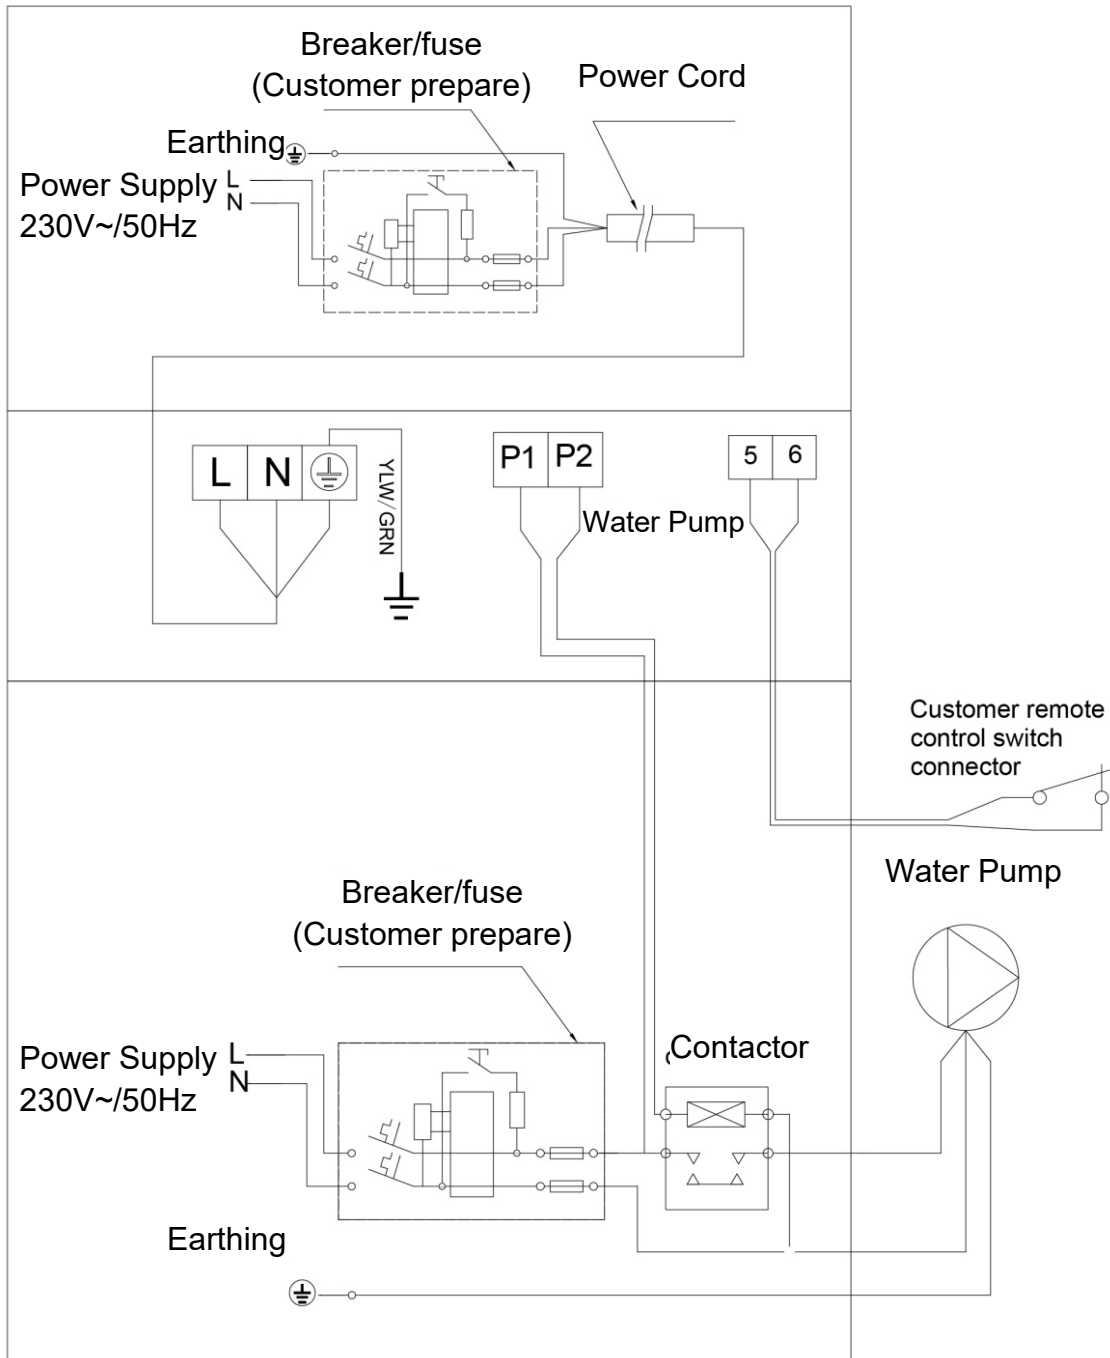 Breaker/fuse
(Customer prepare)
Power Cord
Earthing
Power Supply L
N
230V~/50Hz
L N
YLW/GRN
P1 P2
5 6
Water Pump
Customer remote
control switch
connector
Water Pump
Breaker/fuse
(Customer prepare)
Contactor
Power Supply L
N
230V~/50Hz
Earthing